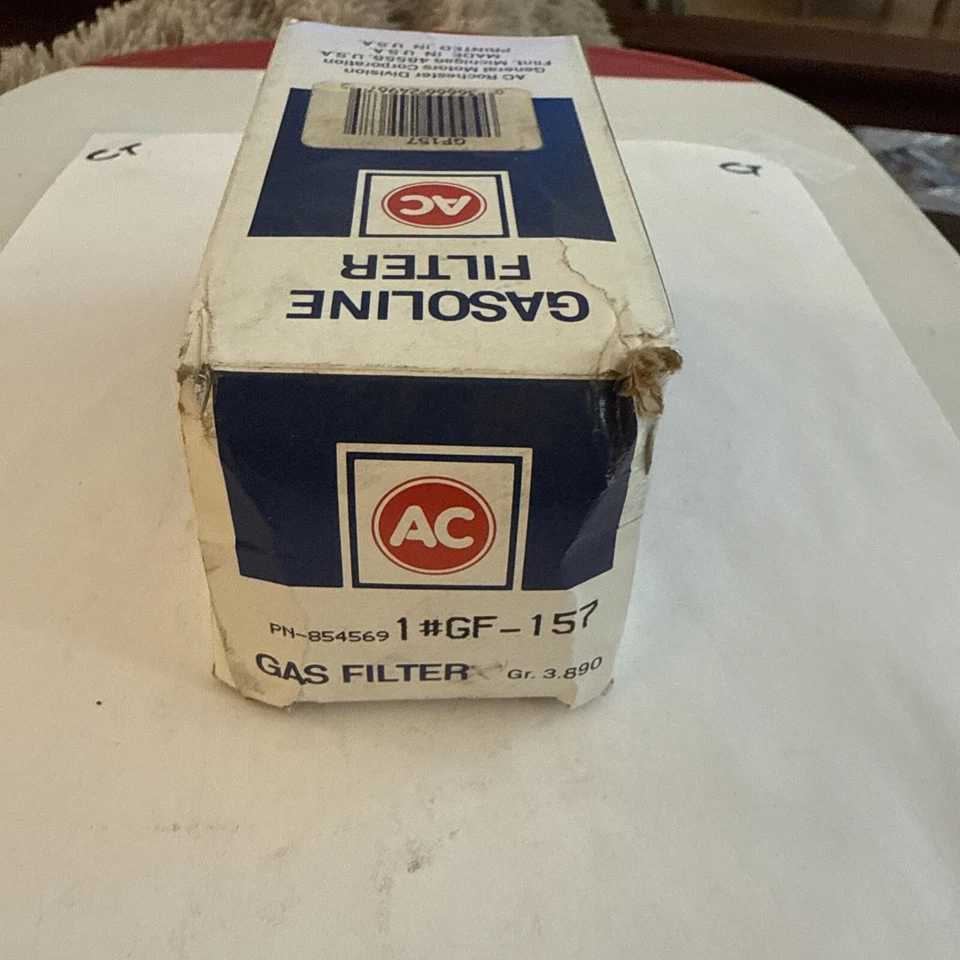 AC Rochester Division
General Motors Corporation
Flint, Michigan 48556, U.S.A.
MADE IN U.S.A.
PRINTED IN U.S.A.
GF157
AC
GASOLINE
FILTER
AC
PN-854569 1 #GF-157
GAS FILTER Gr. 3.890